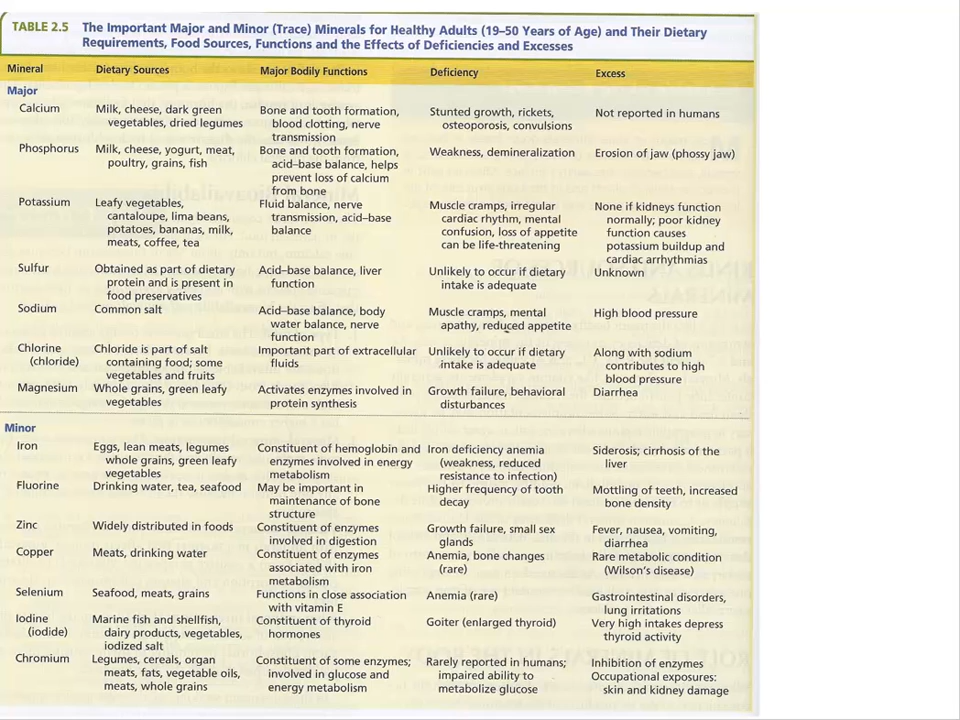 TABLE 2.5
The Important Major and Minor (Trace) Minerals for Healthy Adults (19–50 Years of Age) and Their Dietary
Requirements, Food Sources, Functions and the Effects of Deficiencies and Excesses
Mineral
Dietary Sources
Major Bodily Functions
Deficiency
Excess
Major
Calcium
Milk, cheese, dark green
vegetables, dried legumes
Bone and tooth formation,
blood clotting, nerve
transmission
Stunted growth, rickets,
osteoporosis, convulsions
Not reported in humans
Phosphorus
Milk, cheese, yogurt, meat,
poultry, grains, fish
Bone and tooth formation,
acid–base balance, helps
prevent loss of calcium
from bone
Weakness, demineralization
Erosion of jaw (phossy jaw)
Potassium
Leafy vegetables,
cantaloupe, lima beans,
potatoes, bananas, milk,
meats, coffee, tea
Fluid balance, nerve
transmission, acid–base
balance
Muscle cramps, irregular
cardiac rhythm, mental
confusion, loss of appetite
can be life-threatening
None if kidneys function
normally; poor kidney
function causes
potassium buildup and
cardiac arrhythmias
Sulfur
Obtained as part of dietary
protein and is present in
food preservatives
Acid–base balance, liver
function
Unlikely to occur if dietary
intake is adequate
Unknown
Sodium
Common salt
Acid–base balance, body
water balance, nerve
function
Muscle cramps, mental
apathy, reduced appetite
High blood pressure
Chlorine
(chloride)
Chloride is part of salt
containing food; some
vegetables and fruits
Important part of extracellular
fluids
Unlikely to occur if dietary
intake is adequate
Along with sodium
contributes to high
blood pressure
Magnesium
Whole grains, green leafy
vegetables
Activates enzymes involved in
protein synthesis
Growth failure, behavioral
disturbances
Diarrhea
Minor
Iron
Eggs, lean meats, legumes
whole grains, green leafy
vegetables
Constituent of hemoglobin and
enzymes involved in energy
metabolism
Iron deficiency anemia
(weakness, reduced
resistance to infection)
Siderosis; cirrhosis of the
liver
Fluorine
Drinking water, tea, seafood
May be important in
maintenance of bone
structure
Higher frequency of tooth
decay
Mottling of teeth, increased
bone density
Zinc
Widely distributed in foods
Constituent of enzymes
involved in digestion
Growth failure, small sex
glands
Fever, nausea, vomiting,
diarrhea
Copper
Meats, drinking water
Constituent of enzymes
associated with iron
metabolism
Anemia, bone changes
(rare)
Rare metabolic condition
(Wilson's disease)
Selenium
Seafood, meats, grains
Functions in close association
with vitamin E
Anemia (rare)
Gastrointestinal disorders,
lung irritations
Iodine
(iodide)
Marine fish and shellfish,
dairy products, vegetables,
iodized salt
Constituent of thyroid
hormones
Goiter (enlarged thyroid)
Very high intakes depress
thyroid activity
Chromium
Legumes, cereals, organ
meats, fats, vegetable oils,
meats, whole grains
Constituent of some enzymes;
involved in glucose and
energy metabolism
Rarely reported in humans;
impaired ability to
metabolize glucose
Inhibition of enzymes
Occupational exposures:
skin and kidney damage